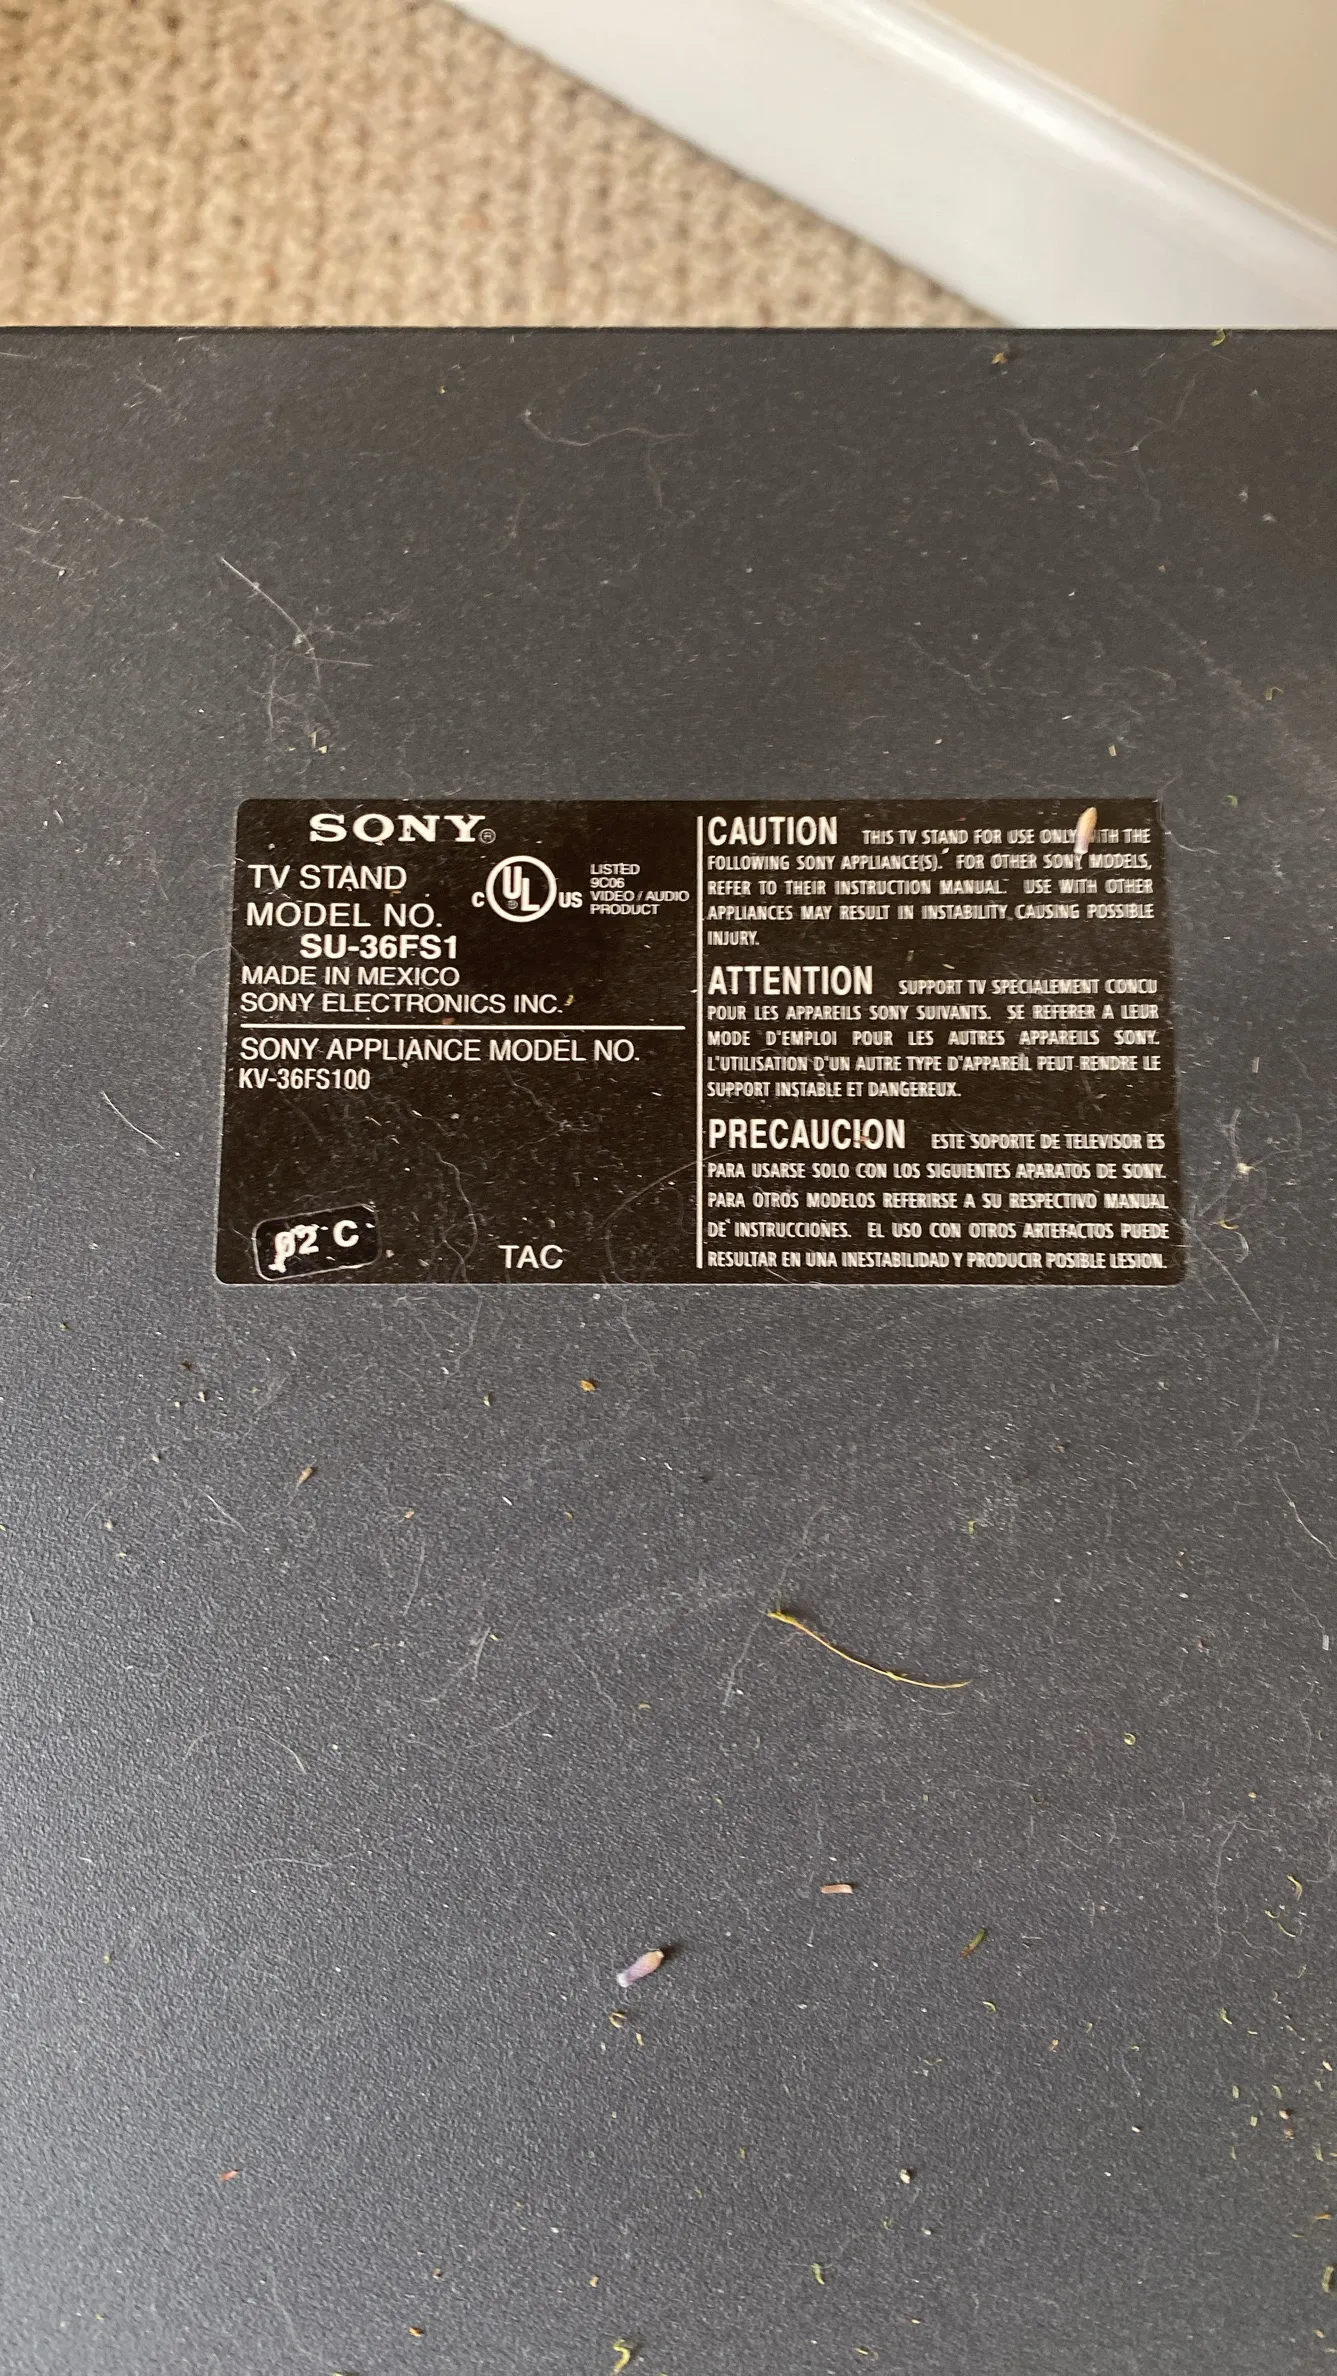 SONY®
TV STAND
MODEL NO.
SU-36FS1
MADE IN MEXICO
SONY ELECTRONICS INC.
C UL® US
LISTED
9C06
VIDEO / AUDIO
PRODUCT
SONY APPLIANCE MODEL NO.
KV-36FS100
02 C
TAC
CAUTION THIS TV STAND FOR USE ONLY WITH THE
FOLLOWING SONY APPLIANCE(S). FOR OTHER SONY MODELS,
REFER TO THEIR INSTRUCTION MANUAL. USE WITH OTHER
APPLIANCES MAY RESULT IN INSTABILITY CAUSING POSSIBLE
INJURY.
ATTENTION SUPPORT TV SPECIALEMENT CONCU
POUR LES APPAREILS SONY SUIVANTS. SE REFERER A LEUR
MODE D'EMPLOI POUR LES AUTRES APPAREILS SONY.
L'UTILISATION D'UN AUTRE TYPE D'APPAREIL PEUT RENDRE LE
SUPPORT INSTABLE ET DANGEREUX.
PRECAUCION ESTE SOPORTE DE TELEVISOR ES
PARA USARSE SOLO CON LOS SIGUIENTES APARATOS DE SONY.
PARA OTROS MODELOS REFERIRSE A SU RESPECTIVO MANUAL
DE INSTRUCCIONES. EL USO CON OTROS ARTEFACTOS PUEDE
RESULTAR EN UNA INESTABILIDAD Y PRODUCIR POSIBLE LESION.